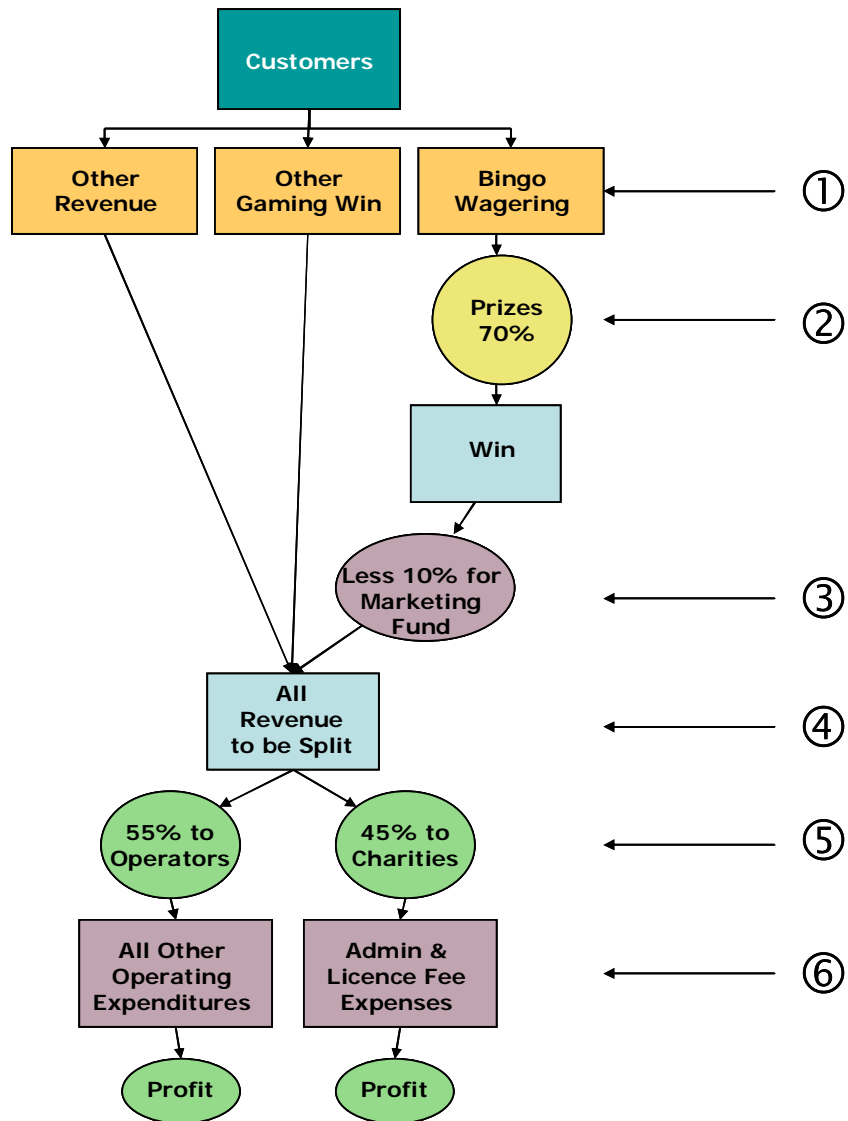 Customers
Other
Revenue
Other
Gaming Win
Bingo
Wagering
①
Prizes
70%
②
Win
Less 10% for
Marketing
Fund
③
All
Revenue
to be Split
④
55% to
Operators
45% to
Charities
⑤
All Other
Operating
Expenditures
Admin &
Licence Fee
Expenses
⑥
Profit
Profit